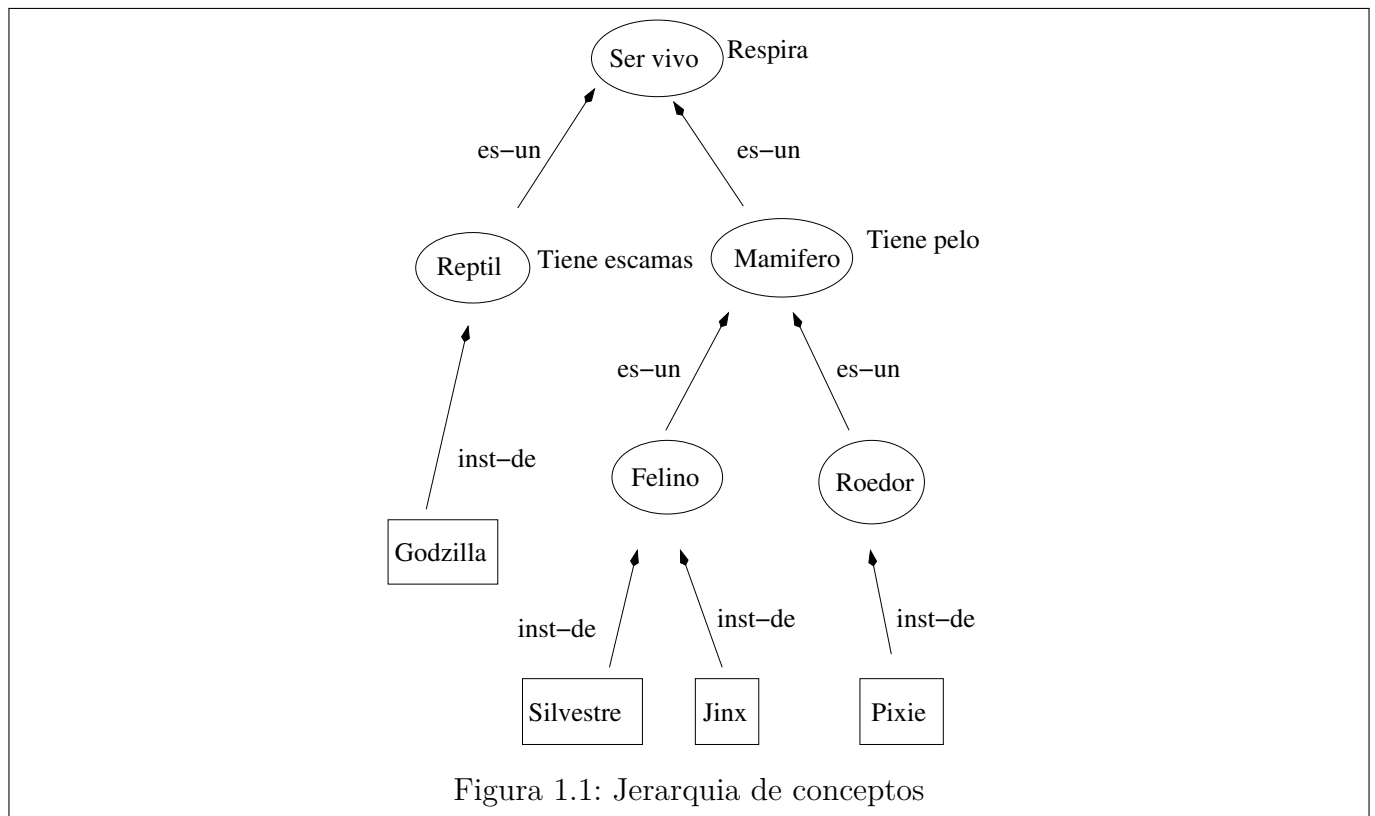 Ser vivo Respira
es−un es−un
Reptil Tiene escamas Mamifero Tiene pelo
es−un es−un
inst−de Felino Roedor
Godzilla
inst−de inst−de inst−de
Silvestre Jinx Pixie
Figura 1.1: Jerarquia de conceptos